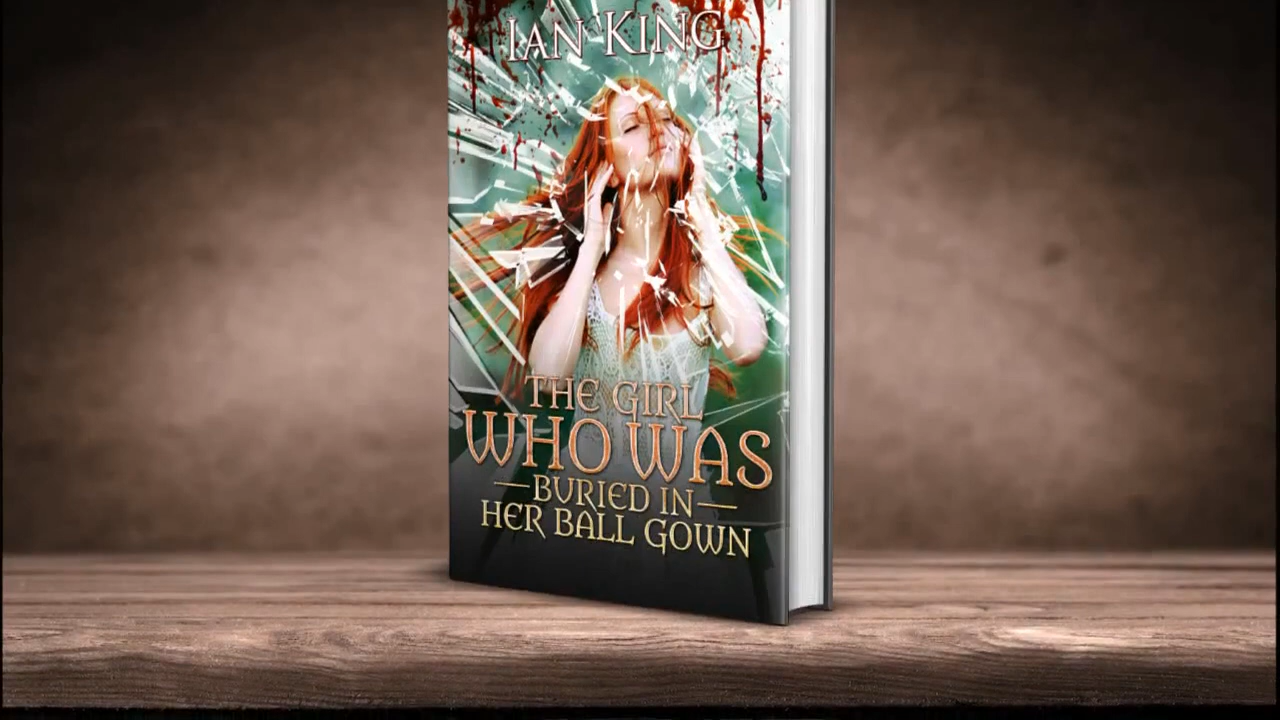 IAN KING
THE GIRL
WHO WAS
BURIED IN
HER BALL GOWN